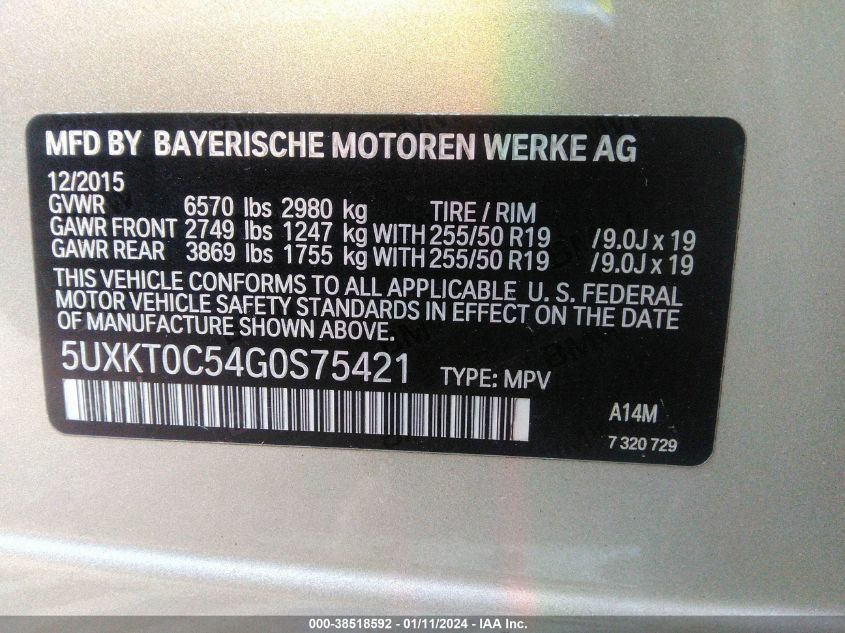 MFD BY BAYERISCHE MOTOREN WERKE AG
12/2015
GVWR 6570 lbs 2980 kg TIRE / RIM
GAWR FRONT 2749 lbs 1247 kg WITH 255/50 R19 /9.0J x 19
GAWR REAR 3869 lbs 1755 kg WITH 255/50 R19 /9.0J x 19
THIS VEHICLE CONFORMS TO ALL APPLICABLE U. S. FEDERAL
MOTOR VEHICLE SAFETY STANDARDS IN EFFECT ON THE DATE
OF MANUFACTURE SHOWN ABOVE.
5UXKT0C54G0S75421 TYPE: MPV
A14M
7 320 729
000-38518592 - 01/11/2024 - IAA Inc.